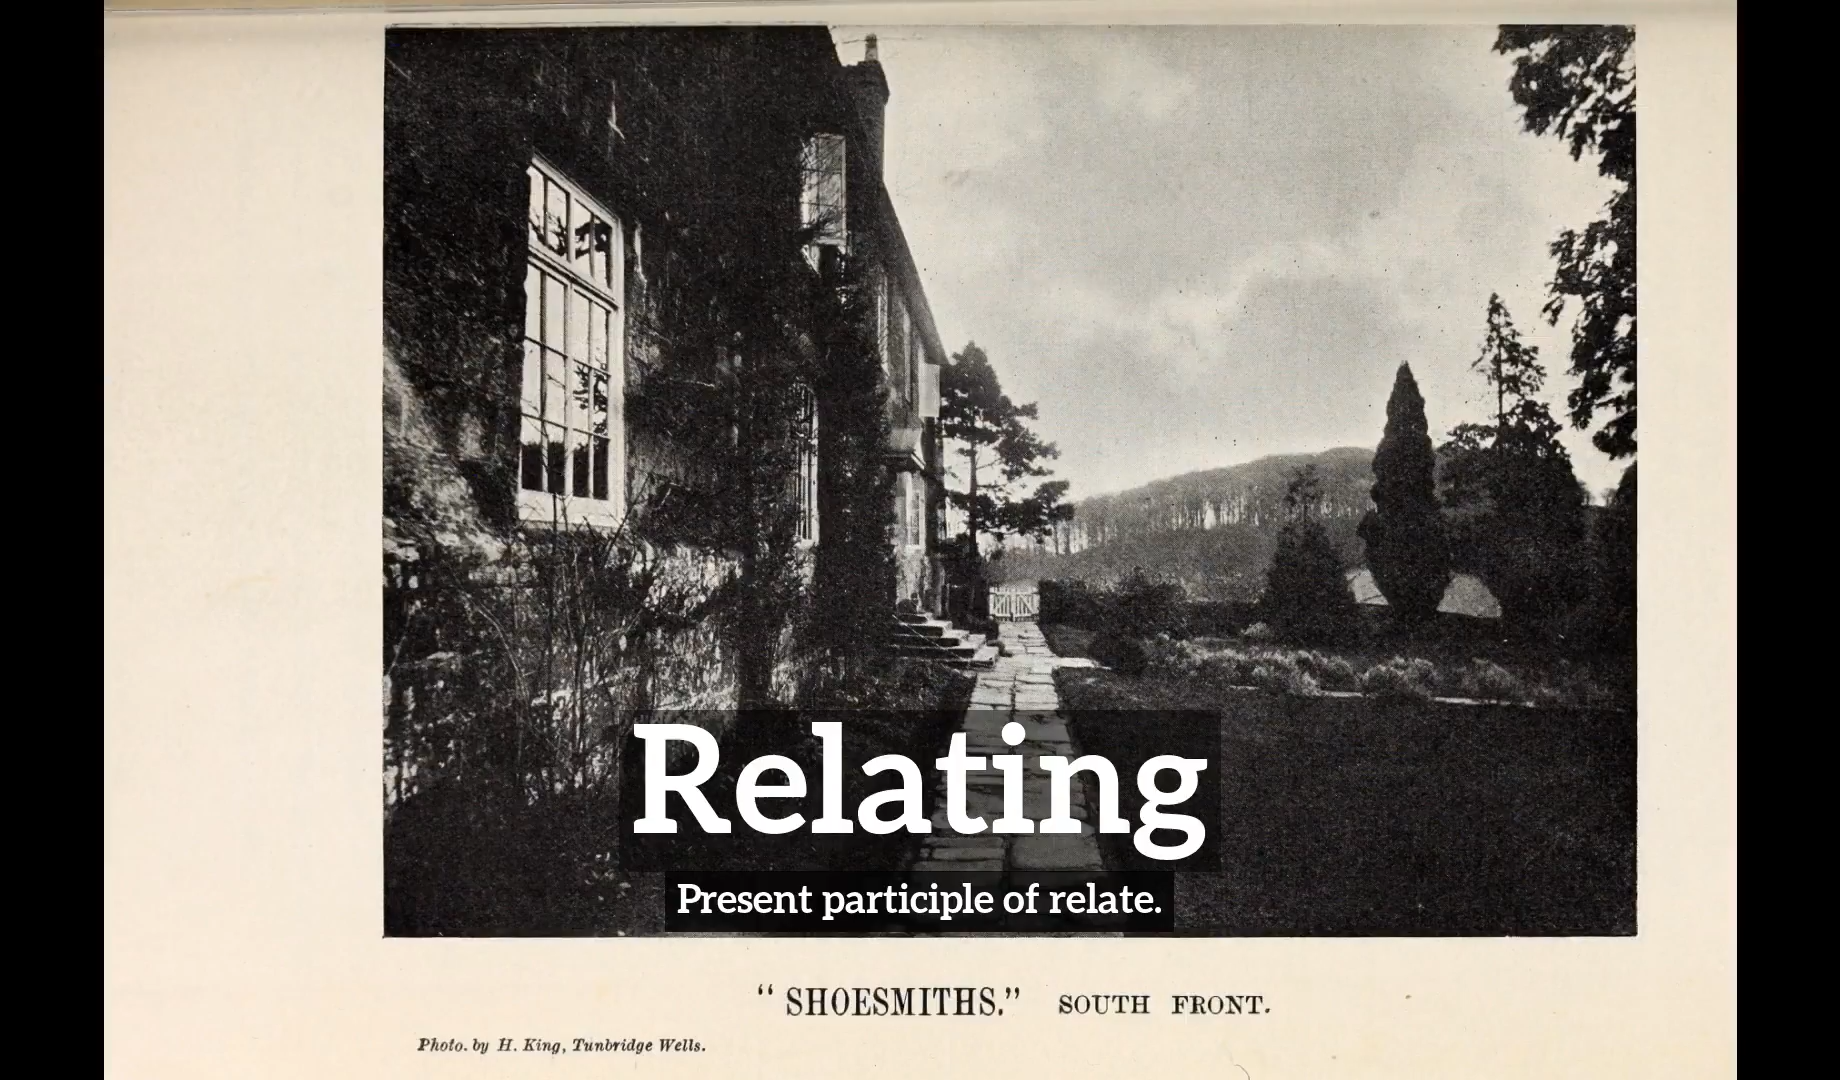 Relating
Present participle of relate.
"SHOESMITHS." SOUTH FRONT.
Photo. by H. King, Tunbridge Wells.